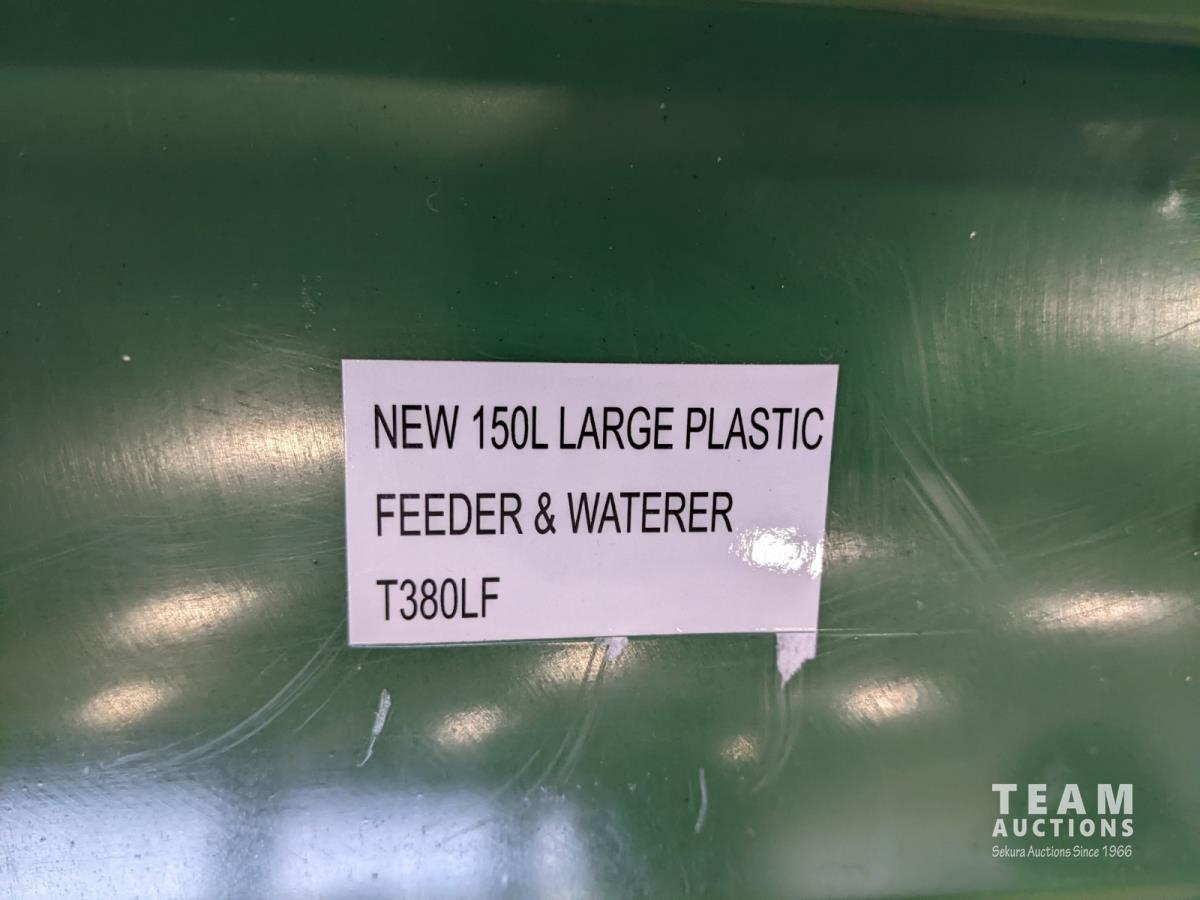 NEW 150L LARGE PLASTIC
FEEDER & WATERER
T380LF
TEAM
AUCTIONS
Sekura Auctions Since 1966